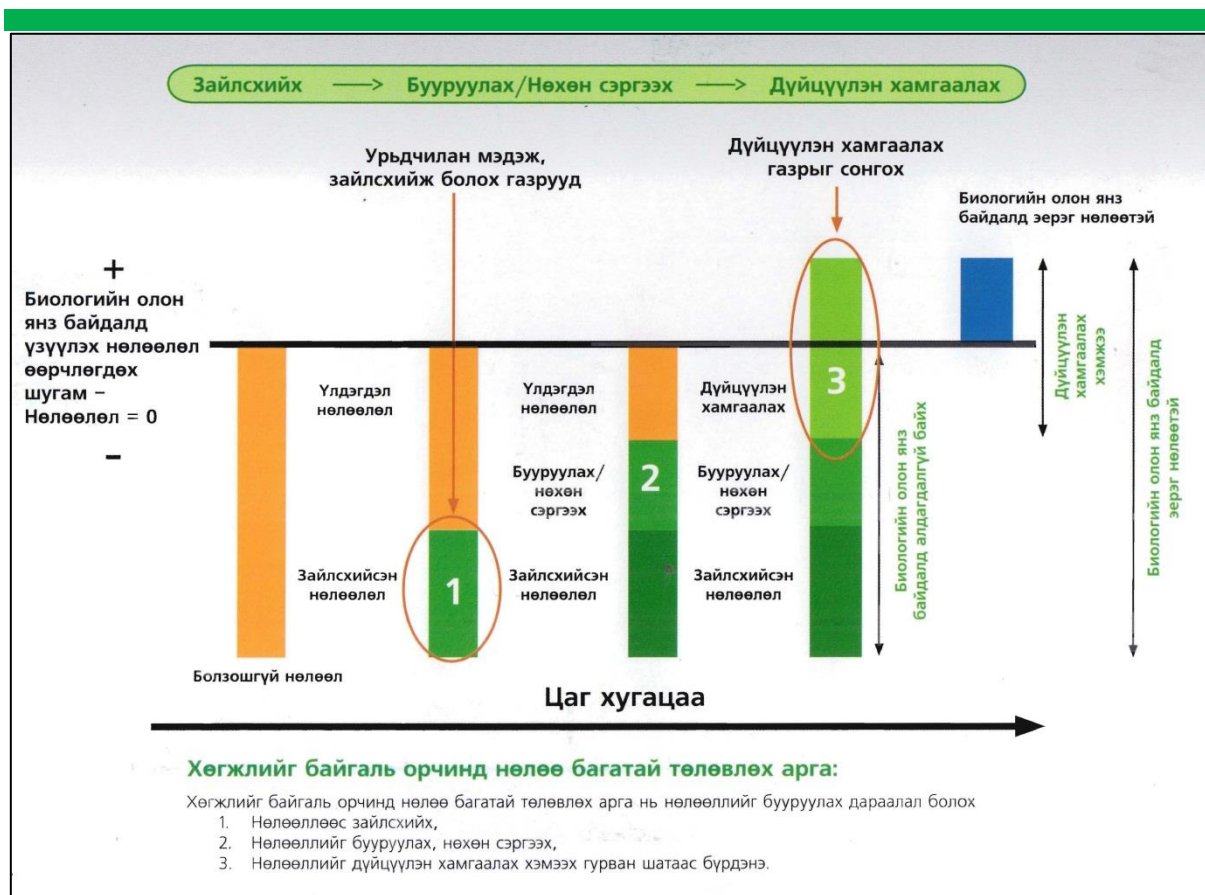 Зайлсхийх —> Бууруулах/Нөхөн сэргээх —> Дүйцүүлэн хамгаалах
Урьдчилан мэдэж,
зайлсхийж болох газрууд
Дүйцүүлэн хамгаалах
газрыг сонгох
Биологийн олон янз
байдалд эерэг нөлөөтэй
+
Биологийн олон
янз байдалд
үзүүлэх нөлөөлөл
өөрчлөгдөх
шугам –
Нөлөөлөл = 0
–
Үлдэгдэл
нөлөөлөл
Үлдэгдэл
нөлөөлөл
Дүйцүүлэн
хамгаалах
3
Бууруулах/
нөхөн
сэргээх
2
Бууруулах/
нөхөн
сэргээх
Зайлсхийсэн
нөлөөлөл
1
Зайлсхийсэн
нөлөөлөл
Зайлсхийсэн
нөлөөлөл
Биологийн олон янз
байдалд алдагдалгүй байх
Дүйцүүлэн
хамгаалах
хэмжээ
Биологийн олон янз байдалд
эерэг нөлөөтэй
Болзошгүй нөлөөл
Цаг хугацаа
Хөгжлийг байгаль орчинд нөлөө багатай төлөвлөх арга:
Хөгжлийг байгаль орчинд нөлөө багатай төлөвлөх арга нь нөлөөллийг бууруулах дараалал болох
1. Нөлөөллөөс зайлсхийх,
2. Нөлөөллийг бууруулах, нөхөн сэргээх,
3. Нөлөөллийг дүйцүүлэн хамгаалах хэмээх гурван шатаас бүрдэнэ.